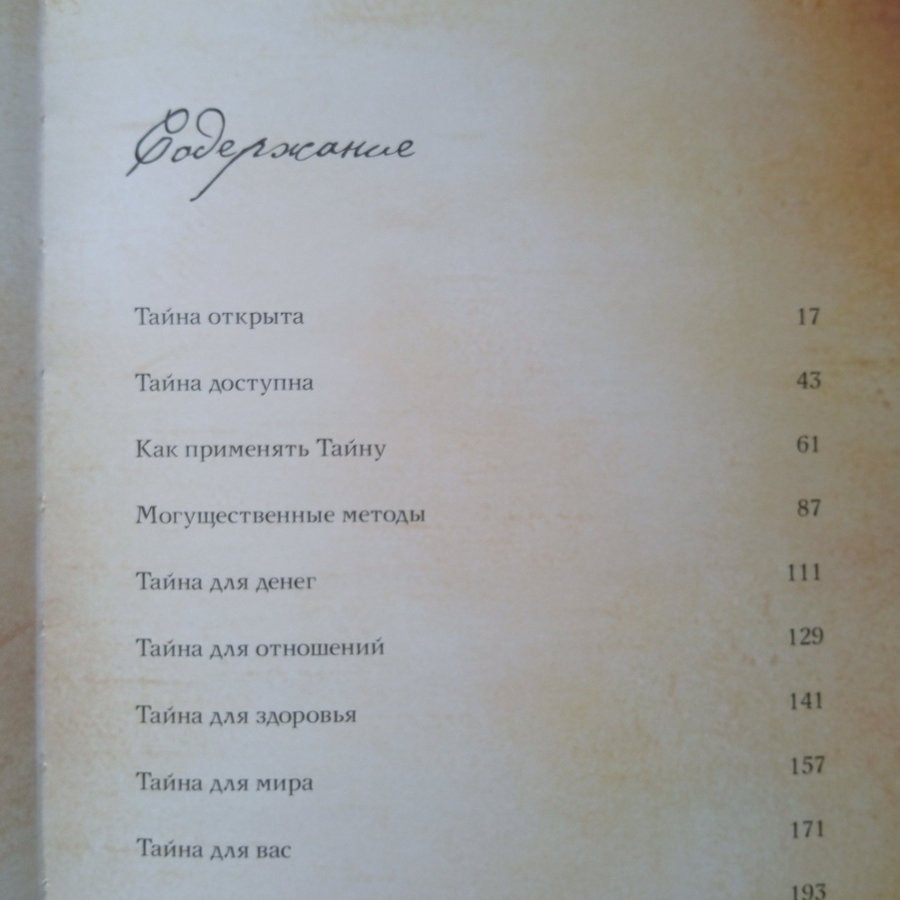 Содержание
Тайна открыта 17
Тайна доступна 43
Как применять Тайну 61
Могущественные методы 87
Тайна для денег 111
Тайна для отношений 129
Тайна для здоровья 141
Тайна для мира 157
Тайна для вас 171
193